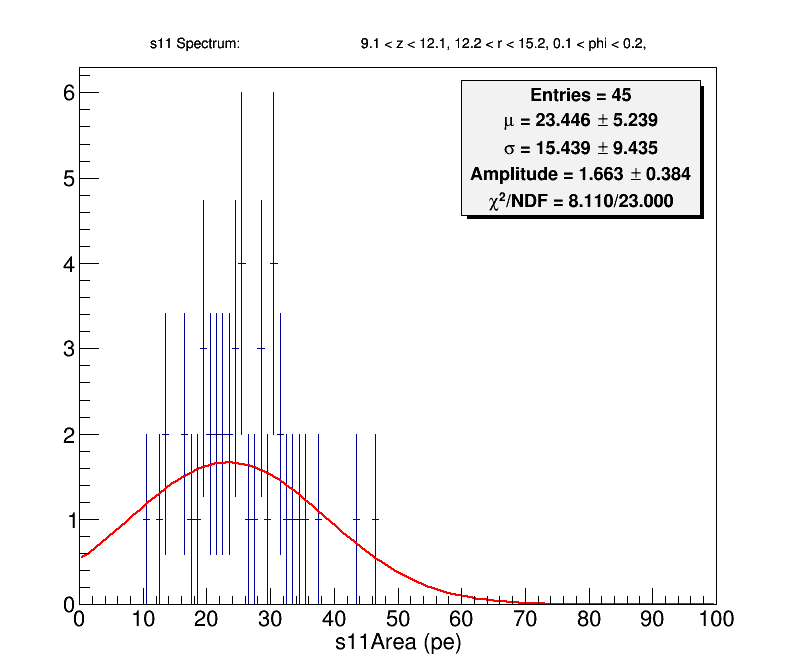 s11 Spectrum: 9.1 < z < 12.1, 12.2 < r < 15.2, 0.1 < phi < 0.2,
Entries = 45
μ = 23.446 ± 5.239
σ = 15.439 ± 9.435
Amplitude = 1.663 ± 0.384
χ²/NDF = 8.110/23.000
6
5
4
3
2
1
0
0 10 20 30 40 50 60 70 80 90 100
s11Area (pe)